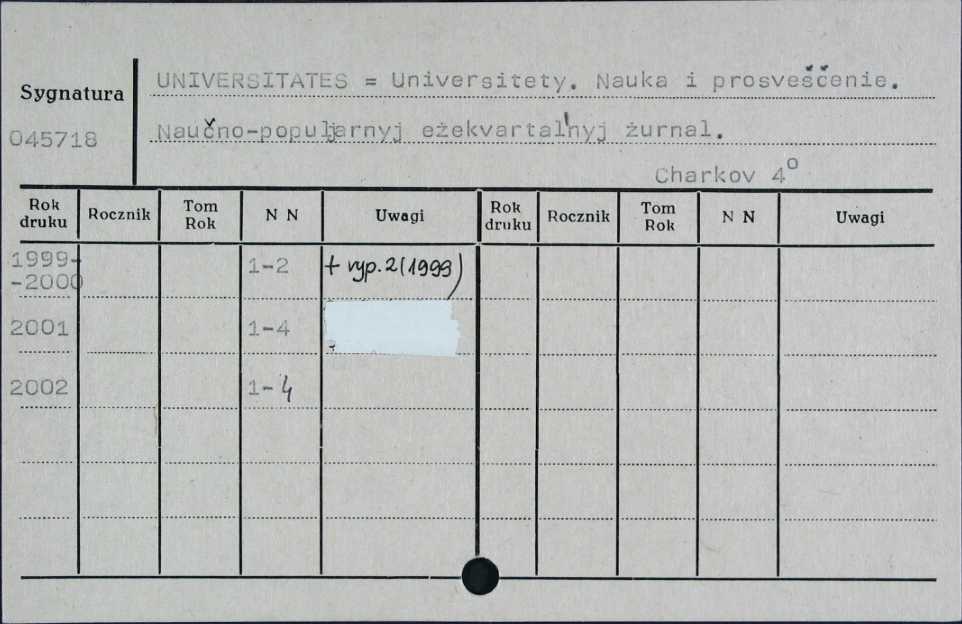 Sygnatura
045718
UNIVERSITATES = Universitety. Nauka i prosveščenie.
Naučno-populjarnyj eżekvartal'nyj żurnal.
Charkov 4°
Rok druku Rocznik Tom Rok N N Uwagi Rok druku Rocznik Tom Rok N N Uwagi
1999-
-2000 1-2 + vyp. 2 (1999)
2001 1-4
2002 1-4